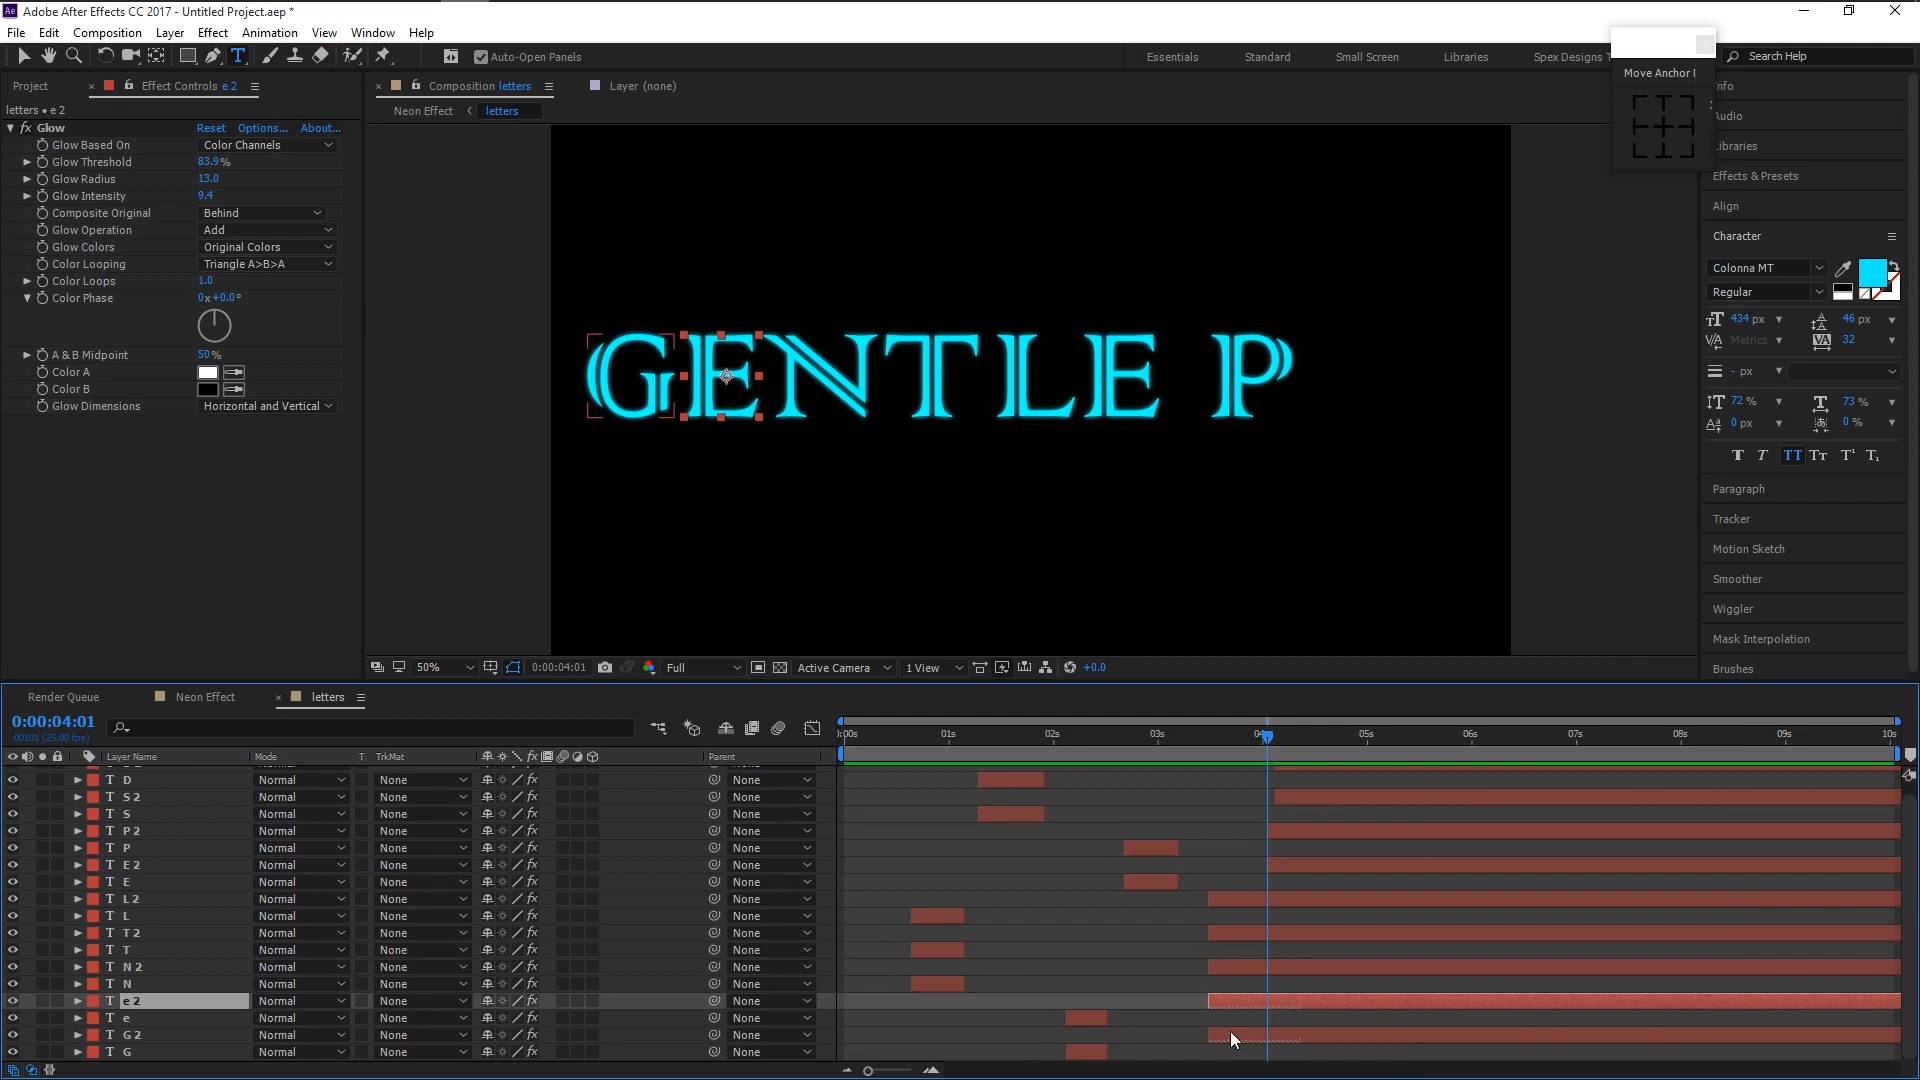 Adobe After Effects CC 2017 - Untitled Project.aep *
File Edit Composition Layer Effect Animation View Window Help
Auto-Open Panels
Essentials Standard Small Screen Libraries Spex Designs Search Help
Move Anchor
Project Effect Controls e 2
Composition letters
Layer (none)
letters • e 2
Neon Effect letters
fx Glow Reset Options... About...
Glow Based On Color Channels
Glow Threshold 83.9%
Glow Radius 13.0
Glow Intensity 9.4
Composite Original Behind
Glow Operation Add
Glow Colors Original Colors
Color Looping Triangle A>B>A
Color Loops 1.0
Color Phase 0x+0.0°
A & B Midpoint 50%
Color A
Color B
Glow Dimensions Horizontal and Vertical
GENTLE P
nfo
Audio
Libraries
Effects & Presets
Align
Character
Colonna MT
Regular
434 px 46 px
Metrics 32
- px
72 % 73 %
0 px 0 %
Paragraph
Tracker
Motion Sketch
Smoother
Wiggler
Mask Interpolation
Brushes
50% 0:00:04:01 Full Active Camera 1 View +0.0
Render Queue Neon Effect letters
0:00:04:01
00101 (25.00 fps)
Layer Name Mode T TrkMat Parent
:00s 01s 02s 03s 04 05s 06s 07s 08s 09s 10s
D Normal None None
S 2 Normal None None
S Normal None None
P 2 Normal None None
P Normal None None
E 2 Normal None None
E Normal None None
L 2 Normal None None
L Normal None None
T 2 Normal None None
T Normal None None
N 2 Normal None None
N Normal None None
e 2 Normal None None
e Normal None None
G 2 Normal None None
G Normal None None